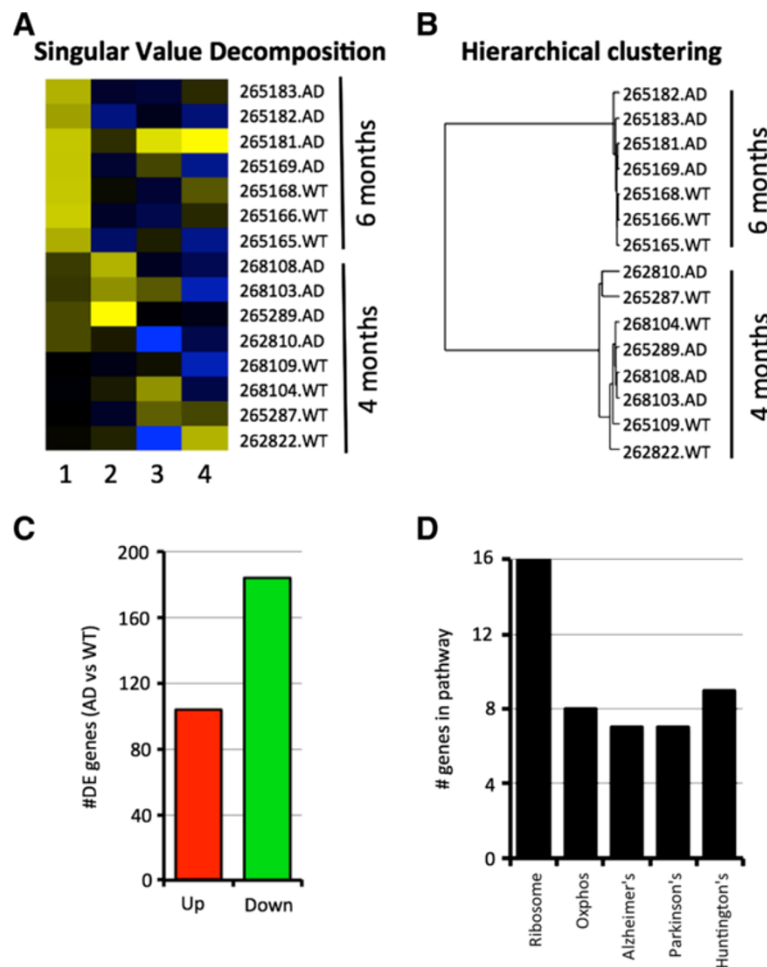 A
Singular Value Decomposition
265183.AD
265182.AD
265181.AD
265169.AD
265168.WT
265166.WT
265165.WT
268108.AD
268103.AD
265289.AD
262810.AD
268109.WT
268104.WT
265287.WT
262822.WT
6 months
4 months
1 2 3 4
B
Hierarchical clustering
265182.AD
265183.AD
265181.AD
265169.AD
265168.WT
265166.WT
265165.WT
262810.AD
265287.WT
268104.WT
265289.AD
268108.AD
268103.AD
265109.WT
262822.WT
6 months
4 months
C
#DE genes (AD vs WT)
200
160
120
80
40
0
Up Down
D
# genes in pathway
16
12
8
4
0
Ribosome
Oxphos
Alzheimer's
Parkinson's
Huntington's